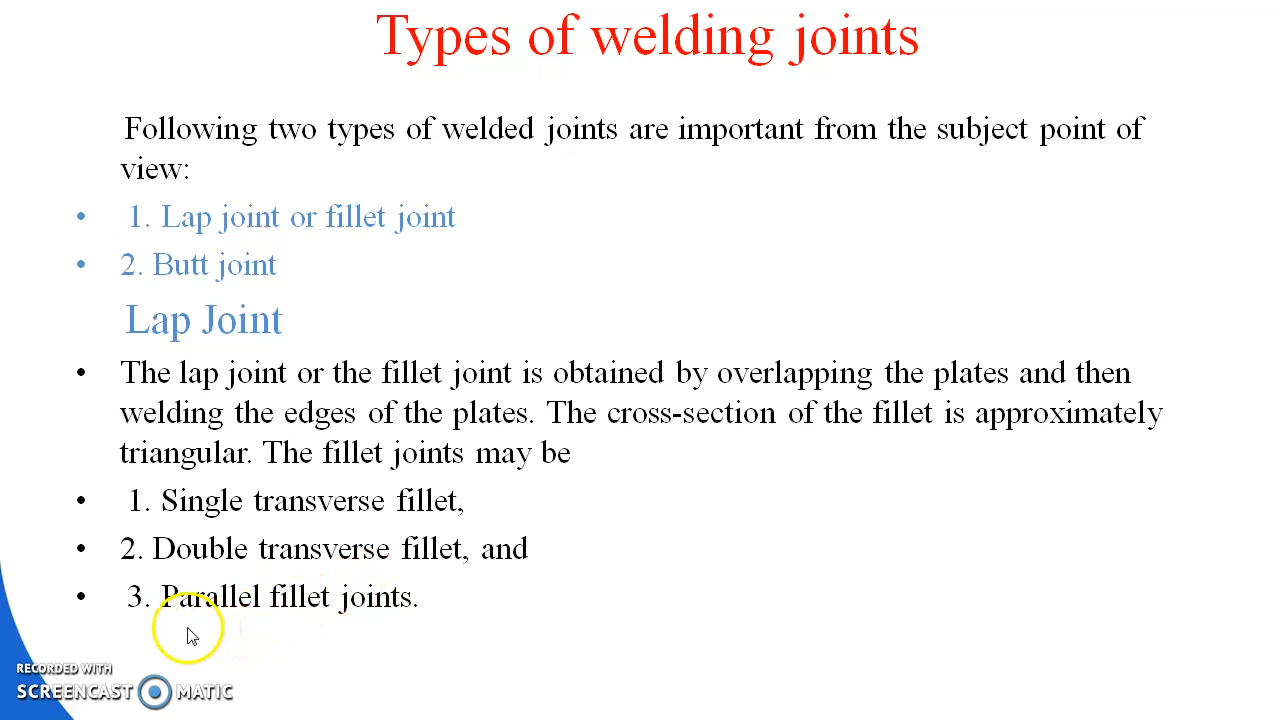 Types of welding joints
Following two types of welded joints are important from the subject point of
view:
• 1. Lap joint or fillet joint
• 2. Butt joint
Lap Joint
• The lap joint or the fillet joint is obtained by overlapping the plates and then
welding the edges of the plates. The cross-section of the fillet is approximately
triangular. The fillet joints may be
• 1. Single transverse fillet,
• 2. Double transverse fillet, and
• 3. Parallel fillet joints.
RECORDED WITH
SCREENCAST MATIC